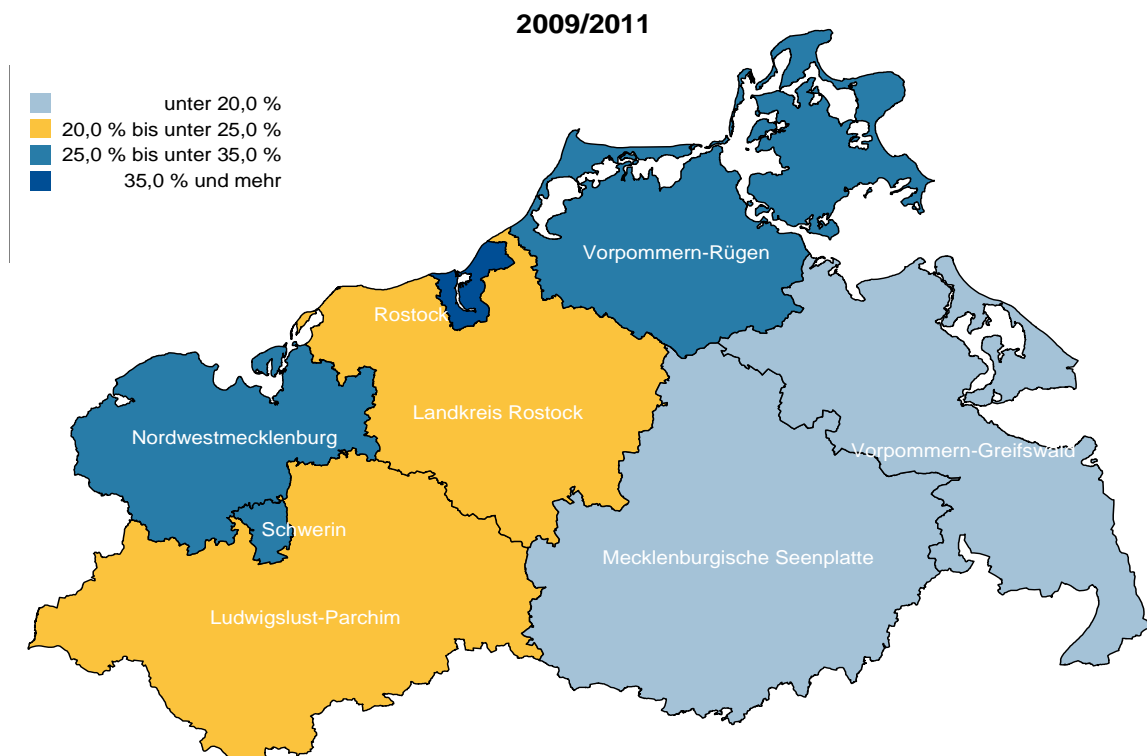 2009/2011
unter 20,0 %
20,0 % bis unter 25,0 %
25,0 % bis unter 35,0 %
35,0 % und mehr
Vorpommern-Rügen
Rostock
Landkreis Rostock
Nordwestmecklenburg
Vorpommern-Greifswald
Schwerin
Mecklenburgische Seenplatte
Ludwigslust-Parchim